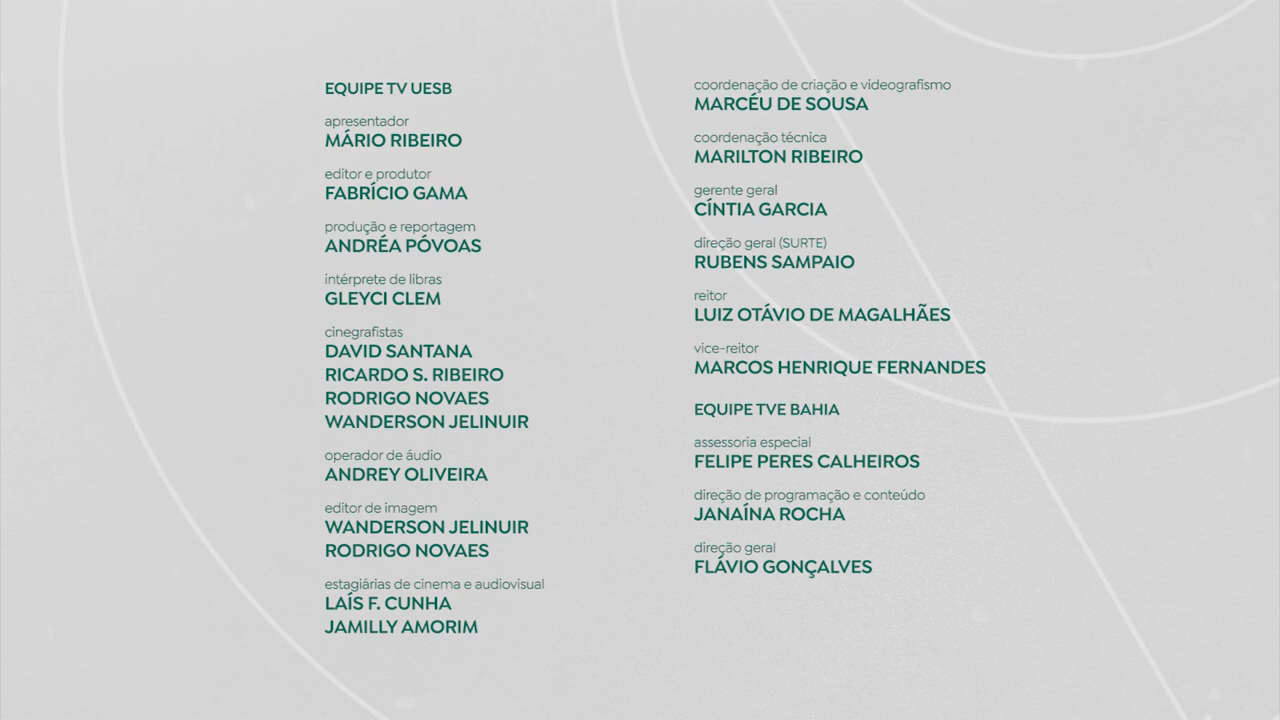 EQUIPE TV UESB
apresentador
MÁRIO RIBEIRO
editor e produtor
FABRÍCIO GAMA
produção e reportagem
ANDRÉA PÓVOAS
intérprete de libras
GLEYCI CLEM
cinegrafistas
DAVID SANTANA
RICARDO S. RIBEIRO
RODRIGO NOVAES
WANDERSON JELINUIR
operador de áudio
ANDREY OLIVEIRA
editor de imagem
WANDERSON JELINUIR
RODRIGO NOVAES
estagiárias de cinema e audiovisual
LAÍS F. CUNHA
JAMILLY AMORIM
coordenação de criação e videografismo
MARCÉU DE SOUSA
coordenação técnica
MARILTON RIBEIRO
gerente geral
CÍNTIA GARCIA
direção geral (SURTE)
RUBENS SAMPAIO
reitor
LUIZ OTÁVIO DE MAGALHÃES
vice-reitor
MARCOS HENRIQUE FERNANDES
EQUIPE TVE BAHIA
assessoria especial
FELIPE PERES CALHEIROS
direção de programação e conteúdo
JANAÍNA ROCHA
direção geral
FLÁVIO GONÇALVES